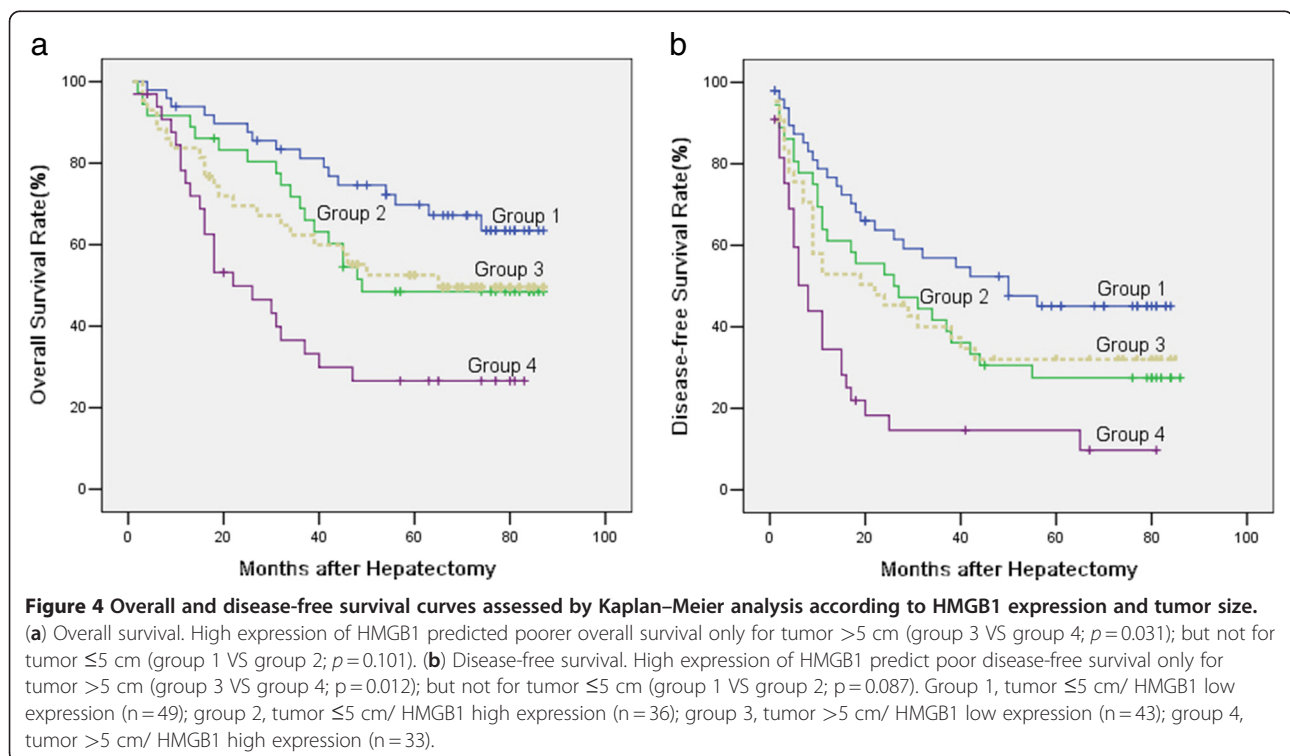 a
100
80
60
40
20
0
Overall Survival Rate(%)
Group 1
Group 2
Group 3
Group 4
0 20 40 60 80 100
Months after Hepatectomy
b
100
80
60
40
20
0
Disease-free Survival Rate(%)
Group 1
Group 2
Group 3
Group 4
0 20 40 60 80 100
Months after Hepatectomy
Figure 4 Overall and disease-free survival curves assessed by Kaplan–Meier analysis according to HMGB1 expression and tumor size.
(a) Overall survival. High expression of HMGB1 predicted poorer overall survival only for tumor >5 cm (group 3 VS group 4; p = 0.031); but not for
tumor ≤5 cm (group 1 VS group 2; p = 0.101). (b) Disease-free survival. High expression of HMGB1 predict poor disease-free survival only for
tumor >5 cm (group 3 VS group 4; p = 0.012); but not for tumor ≤5 cm (group 1 VS group 2; p = 0.087). Group 1, tumor ≤5 cm/ HMGB1 low
expression (n = 49); group 2, tumor ≤5 cm/ HMGB1 high expression (n = 36); group 3, tumor >5 cm/ HMGB1 low expression (n = 43); group 4,
tumor >5 cm/ HMGB1 high expression (n = 33).